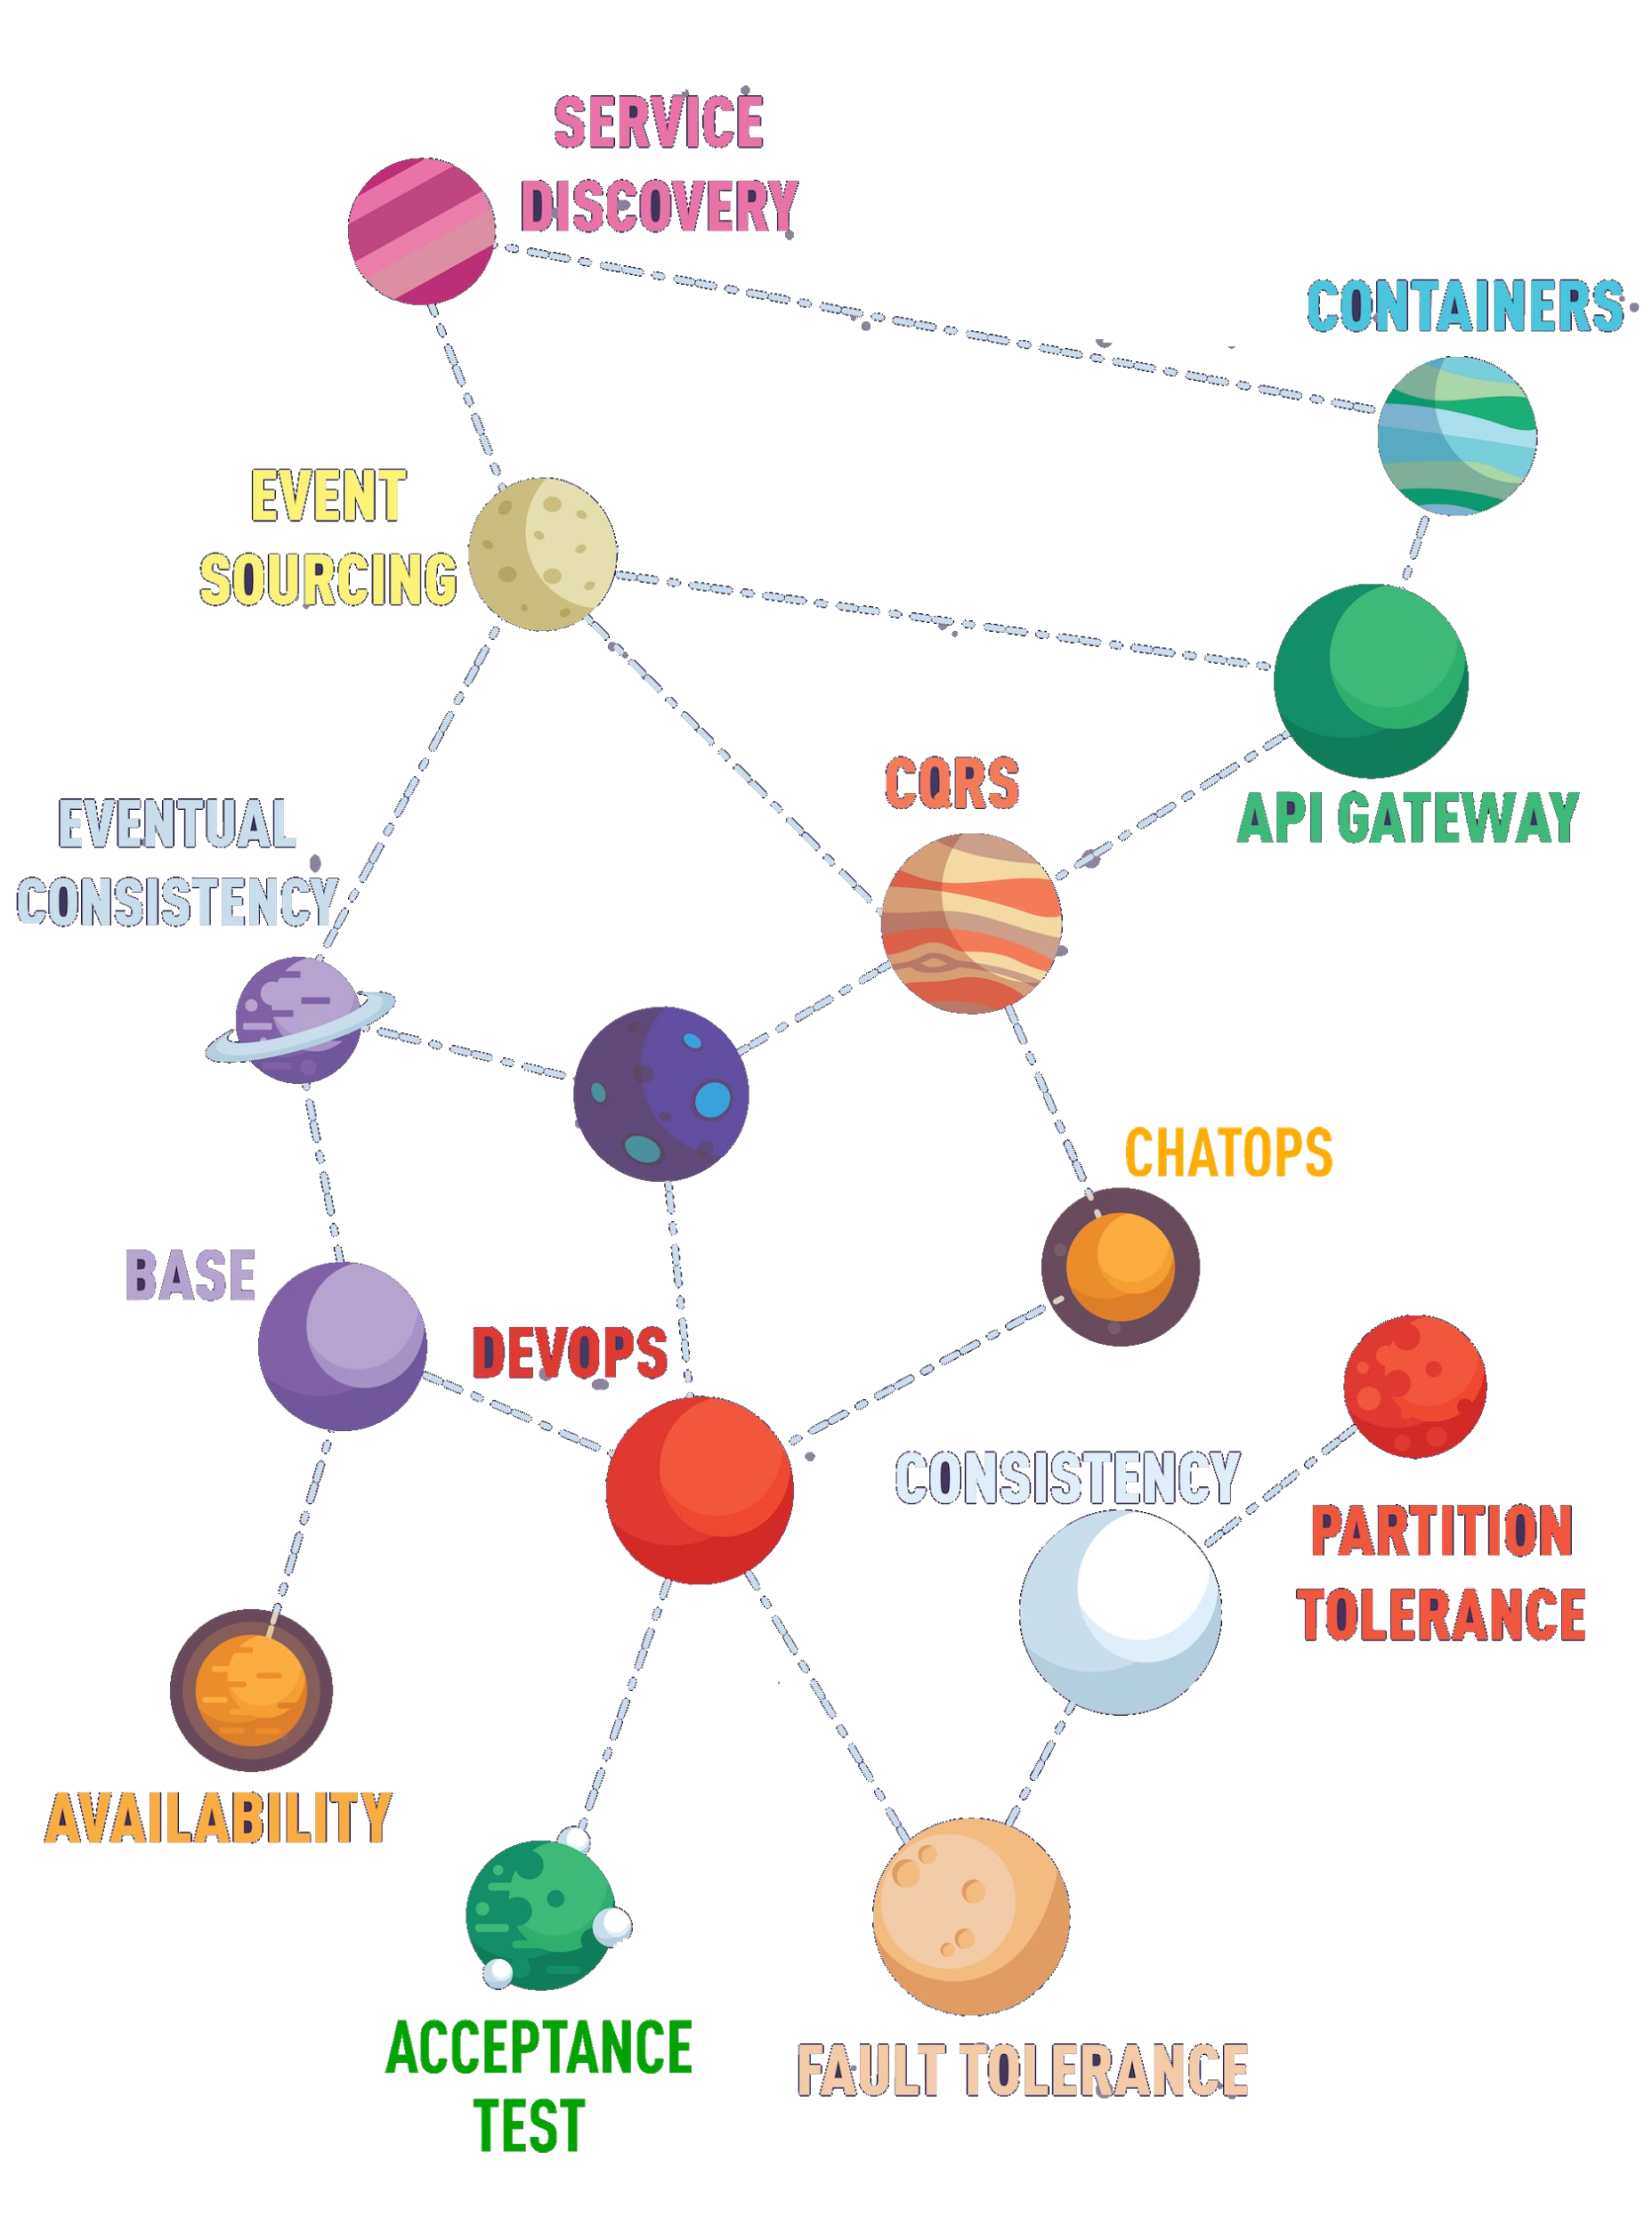 SERVICE
DISCOVERY
CONTAINERS
EVENT
SOURCING
CQRS
API GATEWAY
EVENTUAL
CONSISTENCY
CHATOPS
BASE
DEVOPS
CONSISTENCY
PARTITION
TOLERANCE
AVAILABILITY
ACCEPTANCE
TEST
FAULT TOLERANCE